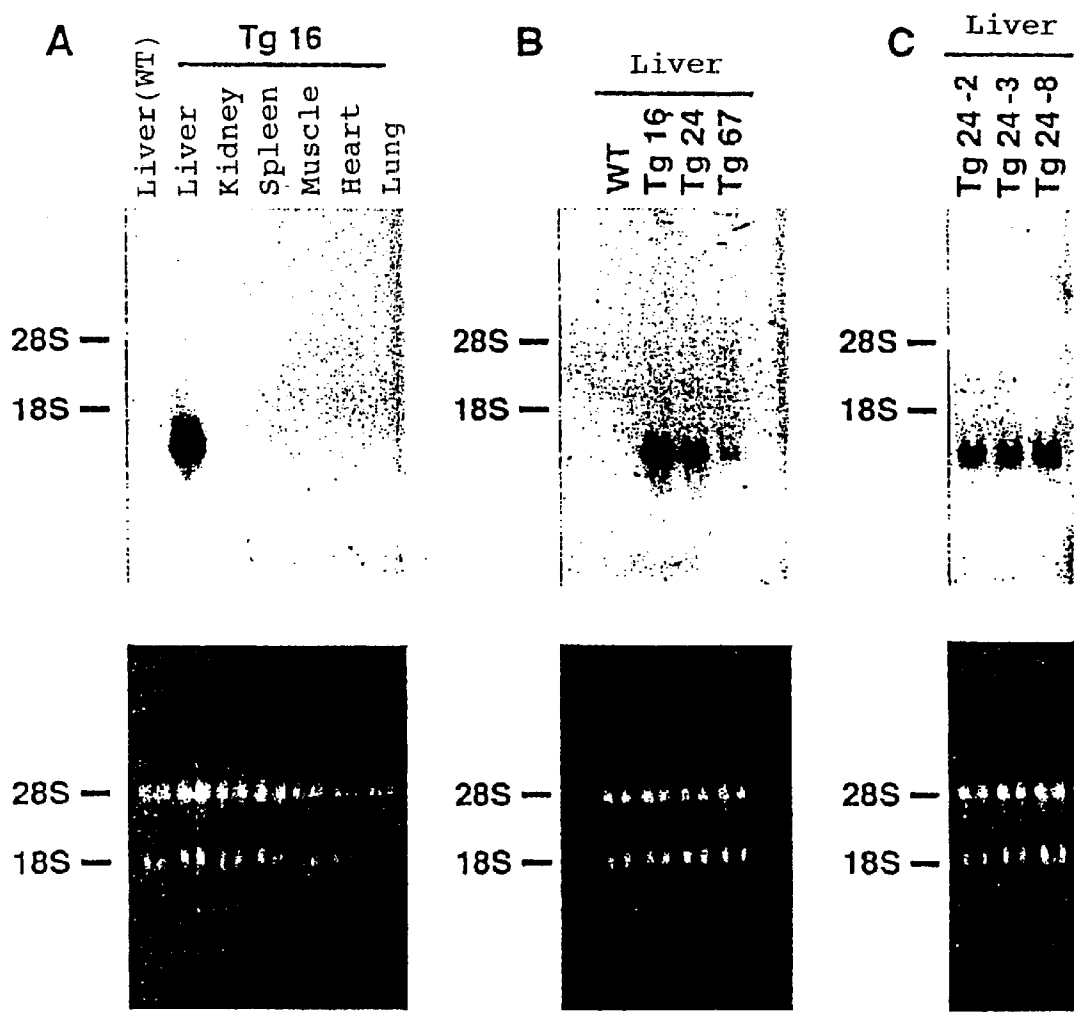 A
Tg 16
Liver(WT)
Liver
Kidney
Spleen
Muscle
Heart
Lung
28S
18S
28S
18S
B
Liver
WT
Tg 16
Tg 24
Tg 67
28S
18S
28S
18S
C
Liver
Tg 24-2
Tg 24-3
Tg 24-8
28S
18S
28S
18S